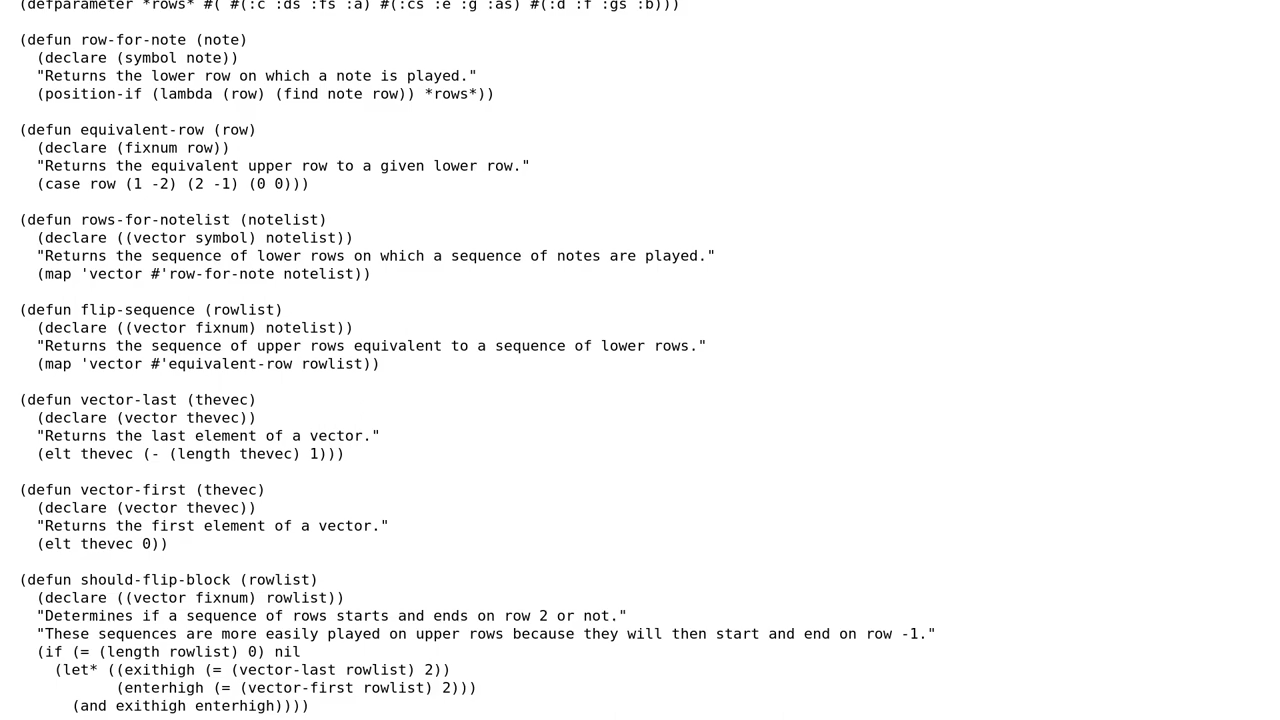 (defparameter *rows* #( #(:c :ds :fs :a) #(:cs :e :g :as) #(:d :f :gs :b)))
(defun row-for-note (note)
(declare (symbol note))
"Returns the lower row on which a note is played."
(position-if (lambda (row) (find note row)) *rows*))
(defun equivalent-row (row)
(declare (fixnum row))
"Returns the equivalent upper row to a given lower row."
(case row (1 -2) (2 -1) (0 0)))
(defun rows-for-notelist (notelist)
(declare ((vector symbol) notelist))
"Returns the sequence of lower rows on which a sequence of notes are played."
(map 'vector #'row-for-note notelist))
(defun flip-sequence (rowlist)
(declare ((vector fixnum) notelist))
"Returns the sequence of upper rows equivalent to a sequence of lower rows."
(map 'vector #'equivalent-row rowlist))
(defun vector-last (thevec)
(declare (vector thevec))
"Returns the last element of a vector."
(elt thevec (- (length thevec) 1)))
(defun vector-first (thevec)
(declare (vector thevec))
"Returns the first element of a vector."
(elt thevec 0))
(defun should-flip-block (rowlist)
(declare ((vector fixnum) rowlist))
"Determines if a sequence of rows starts and ends on row 2 or not."
"These sequences are more easily played on upper rows because they will then start and end on row -1."
(if (= (length rowlist) 0) nil
(let* ((exithigh (= (vector-last rowlist) 2))
(enterhigh (= (vector-first rowlist) 2)))
(and exithigh enterhigh))))